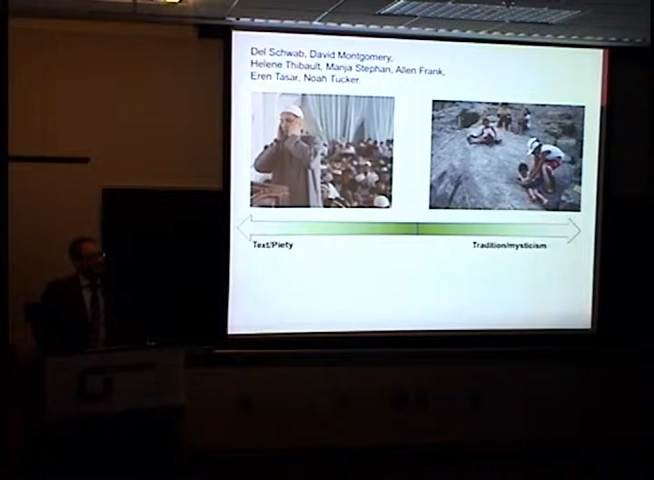 Del Schwab, David Montgomery,
Helene Thibault, Manja Stephan, Allen Frank,
Eren Tasar, Noah Tucker.
Text/Piety
Tradition/mysticism